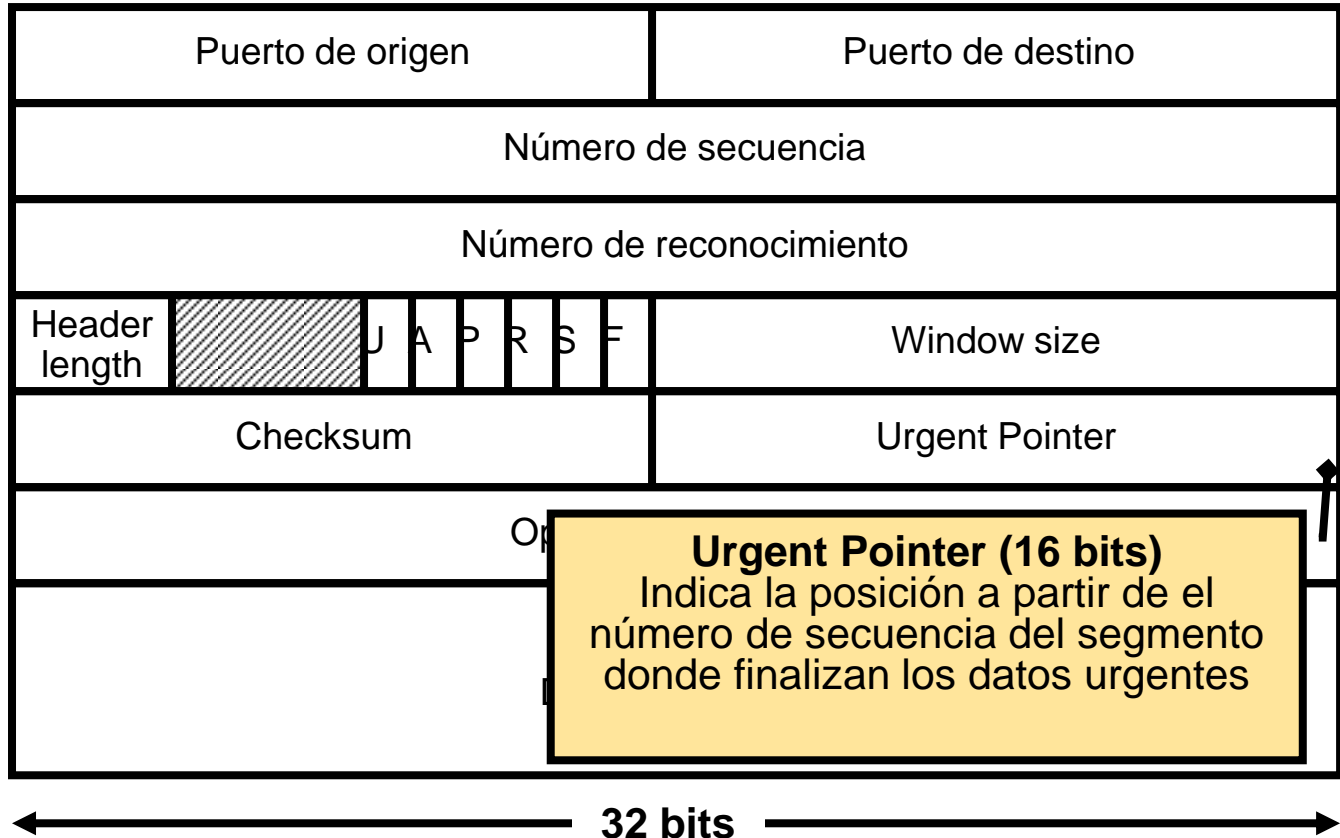 Puerto de origen
Puerto de destino
Número de secuencia
Número de reconocimiento
Header
length
U A P R S F
Window size
Checksum
Urgent Pointer
Urgent Pointer (16 bits)
Indica la posición a partir de el
número de secuencia del segmento
donde finalizan los datos urgentes
32 bits